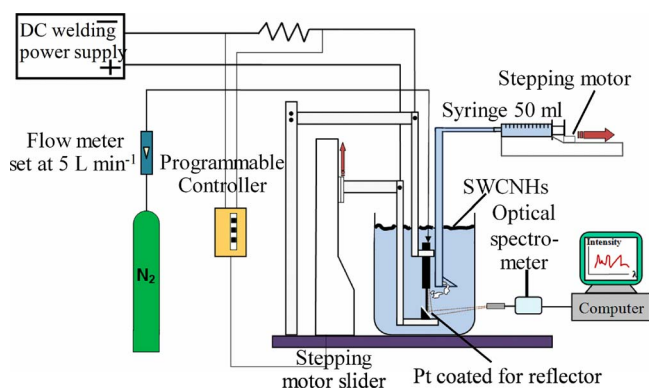 DC welding
power supply
−
+
Stepping motor
Syringe 50 ml
Flow meter
set at 5 L min⁻¹
Programmable
Controller
SWCNHs
Optical
spectro-
meter
Intensity
λ
N₂
Computer
Stepping
motor slider
Pt coated for reflector